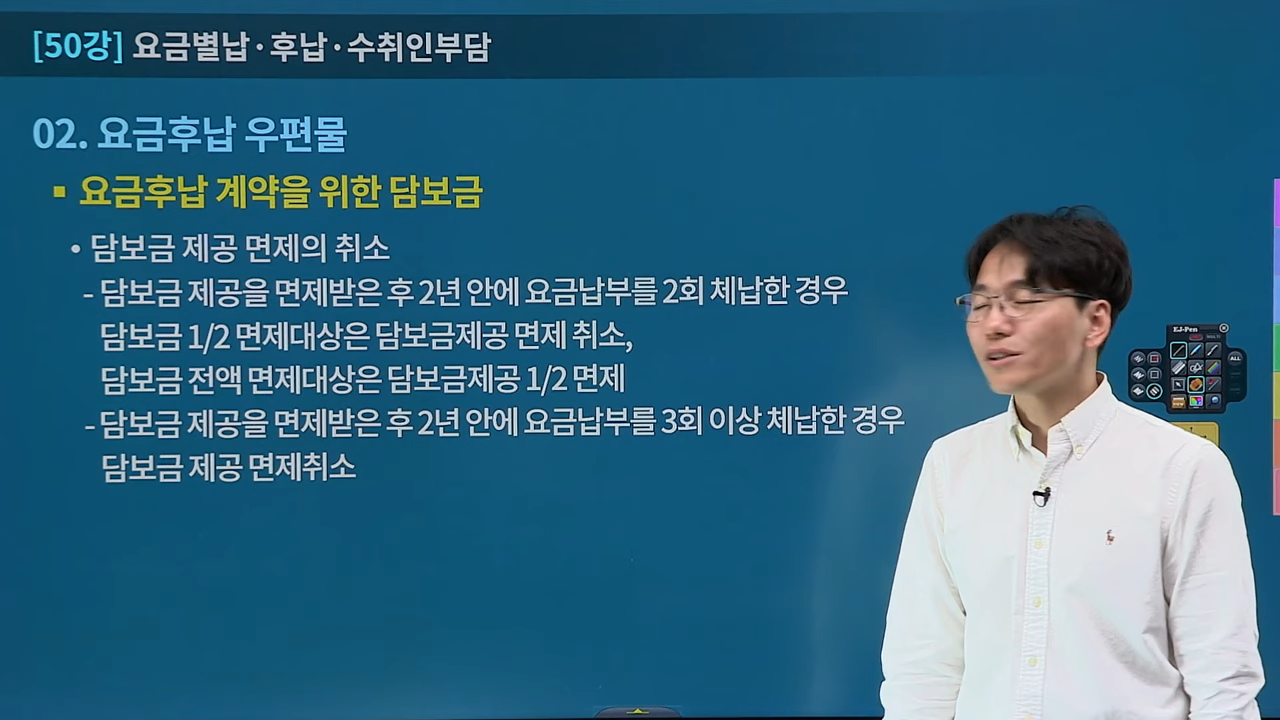 [50강] 요금별납·후납·수취인부담
02. 요금후납 우편물
▪ 요금후납 계약을 위한 담보금
• 담보금 제공 면제의 취소
- 담보금 제공을 면제받은 후 2년 안에 요금납부를 2회 체납한 경우
담보금 1/2 면제대상은 담보금제공 면제 취소,
담보금 전액 면제대상은 담보금제공 1/2 면제
- 담보금 제공을 면제받은 후 2년 안에 요금납부를 3회 이상 체납한 경우
담보금 제공 면제취소
EJ-Pen
ALL